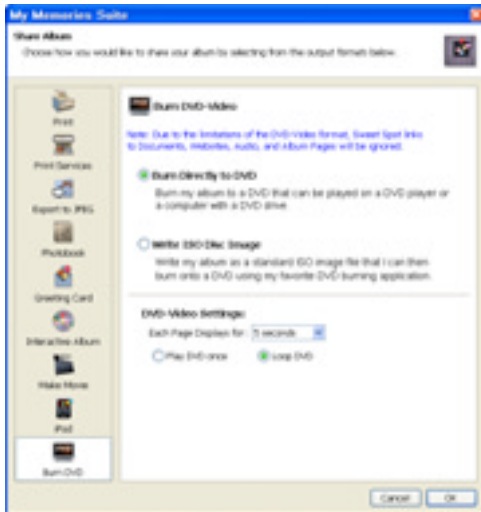 My Memories Suite
Share Album
Choose how you would like to share your album by selecting from the output formats below.
Print
Print Services
Export to JPEG
Photobook
Greeting Card
Interactive Album
Make Movie
iPod
Burn DVD
Burn DVD-Video
Note: Due to the limitations of the DVD-Video format, Sweet Spot links
to Documents, Websites, Audio, and Album Pages will be ignored.
Burn Directly to DVD
Burn my album to a DVD that can be played on a DVD player or
a computer with a DVD drive.
Write ISO Disc Image
Write my album as a standard ISO image file that I can then
burn onto a DVD using my favorite DVD burning application.
DVD-Video Settings:
Each Page Displays for: 5 seconds
Play DVD once Loop DVD
Cancel OK